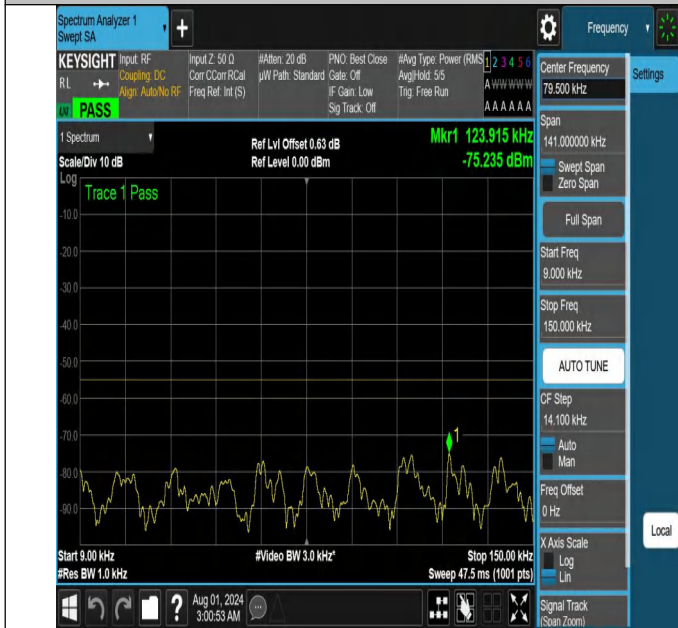 Spectrum Analyzer 1
Swept SA
+
Frequency
KEYSIGHT
RL
LXI
PASS
Input: RF
Coupling: DC
Align: Auto/No RF
Input Z: 50 Ω
Corr CCorr RCal
Freq Ref: Int (S)
#Atten: 20 dB
µW Path: Standard
PNO: Best Close
Gate: Off
IF Gain: Low
Sig Track: Off
#Avg Type: Power (RMS
Avg|Hold: 5/5
Trig: Free Run
1 2 3 4 5 6
A W W W W W
A A A A A A
Center Frequency
79.500 kHz
Settings
Span
141.000000 kHz
Swept Span
Zero Span
Full Span
Start Freq
9.000 kHz
Stop Freq
150.000 kHz
AUTO TUNE
CF Step
14.100 kHz
Auto
Man
Freq Offset
0 Hz
X Axis Scale
Log
Lin
Signal Track
(Span Zoom)
Local
1 Spectrum
Scale/Div 10 dB
Log
Ref Lvl Offset 0.63 dB
Ref Level 0.00 dBm
Mkr1 123.915 kHz
-75.235 dBm
Trace 1 Pass
-10.0
-20.0
-30.0
-40.0
-50.0
-60.0
-70.0
-80.0
-90.0
1
Start 9.00 kHz
#Res BW 1.0 kHz
#Video BW 3.0 kHz*
Stop 150.00 kHz
Sweep 47.5 ms (1001 pts)
?
Aug 01, 2024
3:00:53 AM